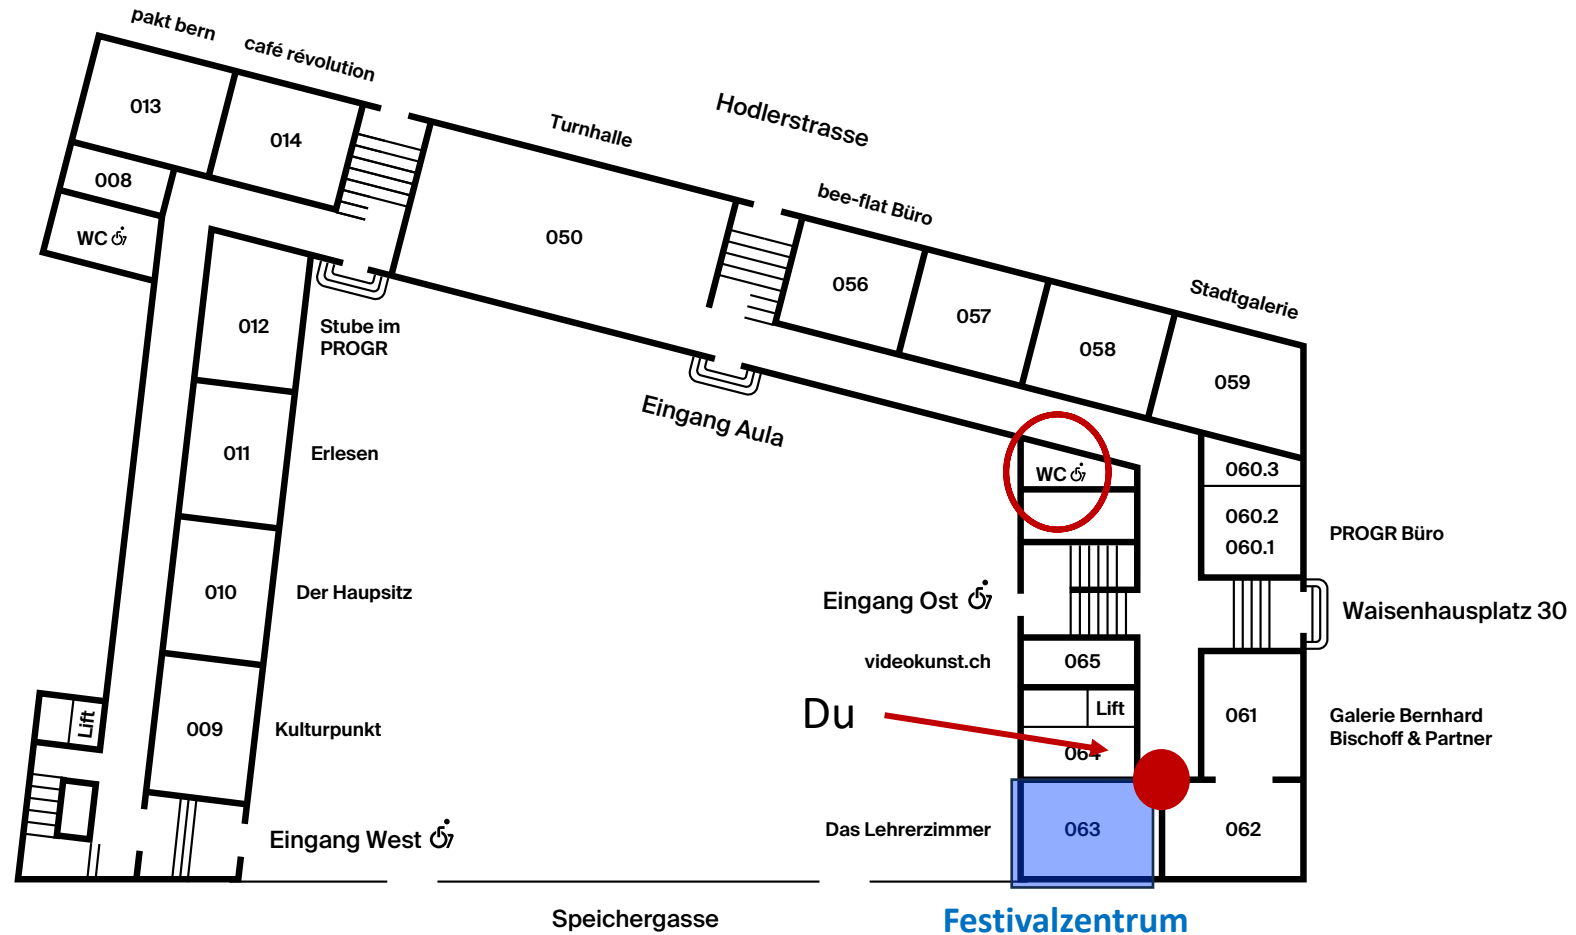 pakt bern
café révolution
013
014
008
WC
Turnhalle
Hodlerstrasse
050
bee-flat Büro
056
057
058
Stadtgalerie
059
012
Stube im
PROGR
Eingang Aula
011
Erlesen
WC
060.3
060.2
060.1
PROGR Büro
010
Der Haupsitz
Eingang Ost
Waisenhausplatz 30
videokunst.ch
065
Lift
009
Kulturpunkt
Du
Lift
064
061
Galerie Bernhard
Bischoff & Partner
Eingang West
Das Lehrerzimmer
063
062
Speichergasse
Festivalzentrum